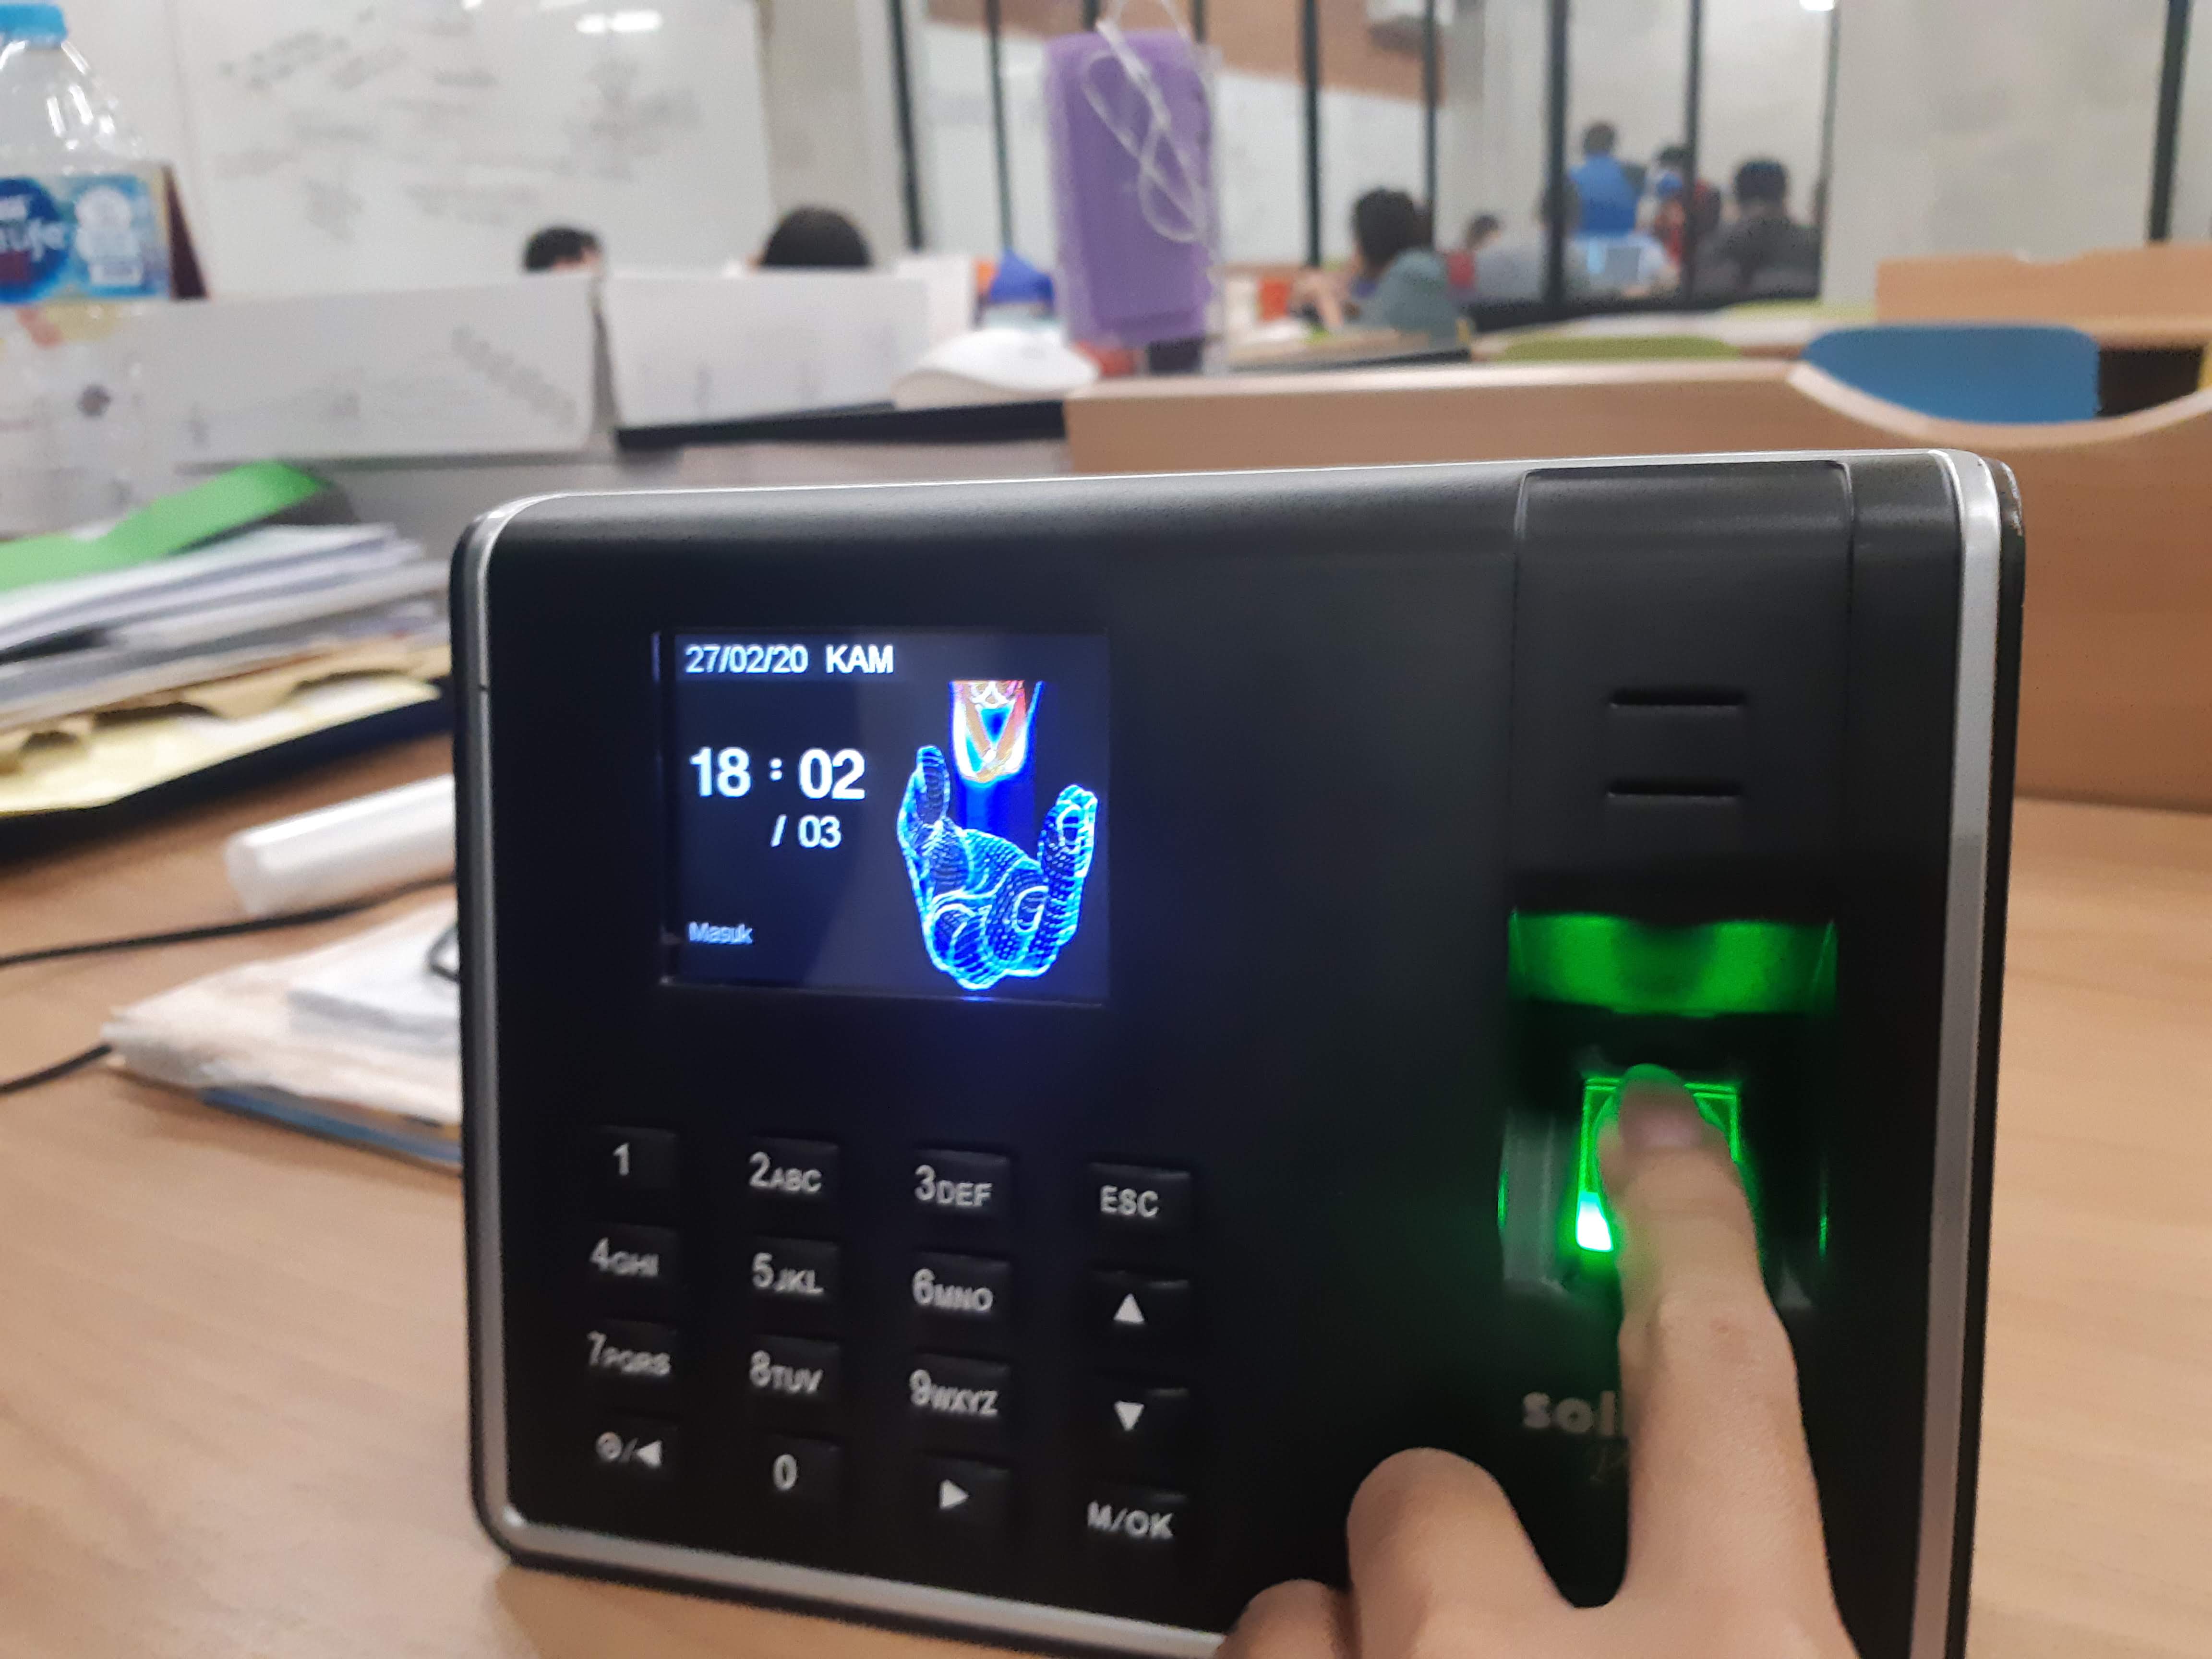 27/02/20 KAM
18 : 02
/ 03
Masuk
1 2ABC 3DEF ESC
4GHI 5JKL 6MNO ▲
7PQRS 8TUV 9WXYZ ▼
0 ▶ M/OK